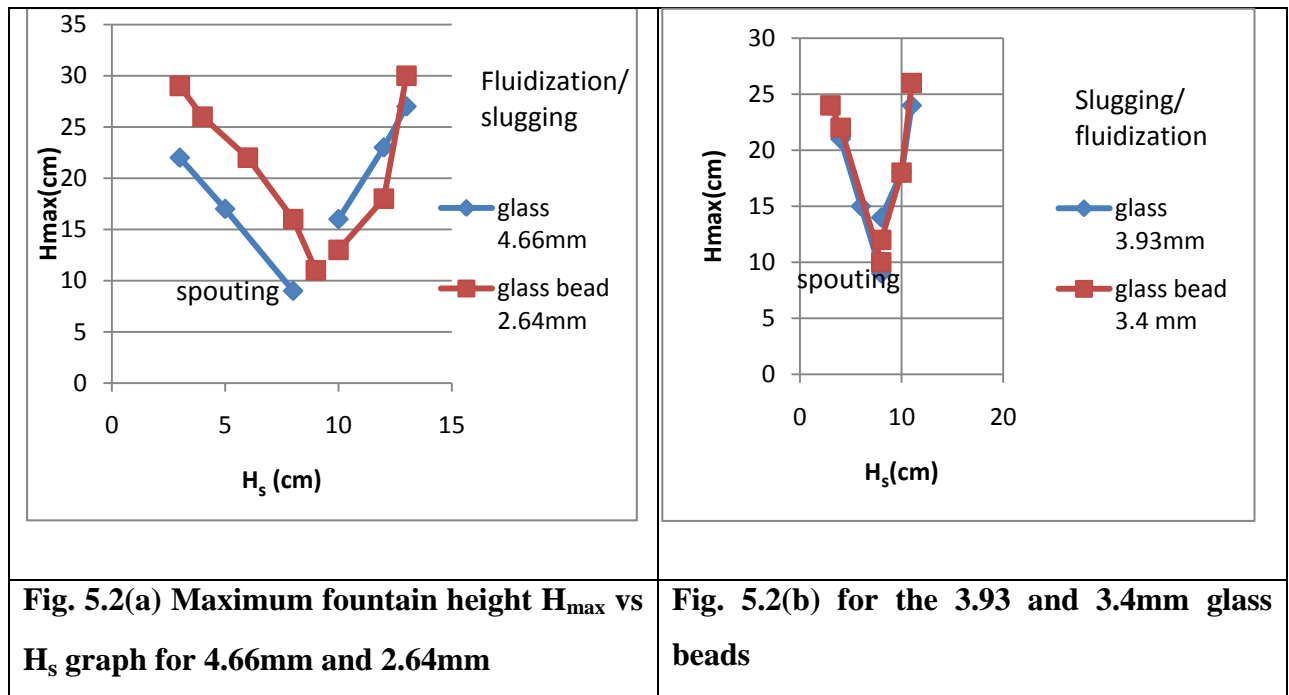 35
30
25
20
15
10
5
0
0 5 10 15
Hmax(cm)
Hs (cm)
Fluidization/
slugging
spouting
glass
4.66mm
glass bead
2.64mm
30
25
20
15
10
5
0
0 10 20
Hmax(cm)
Hs(cm)
Slugging/
fluidization
spouting
glass
3.93mm
glass bead
3.4 mm
Fig. 5.2(a) Maximum fountain height Hmax vs
Hs graph for 4.66mm and 2.64mm
Fig. 5.2(b) for the 3.93 and 3.4mm glass
beads